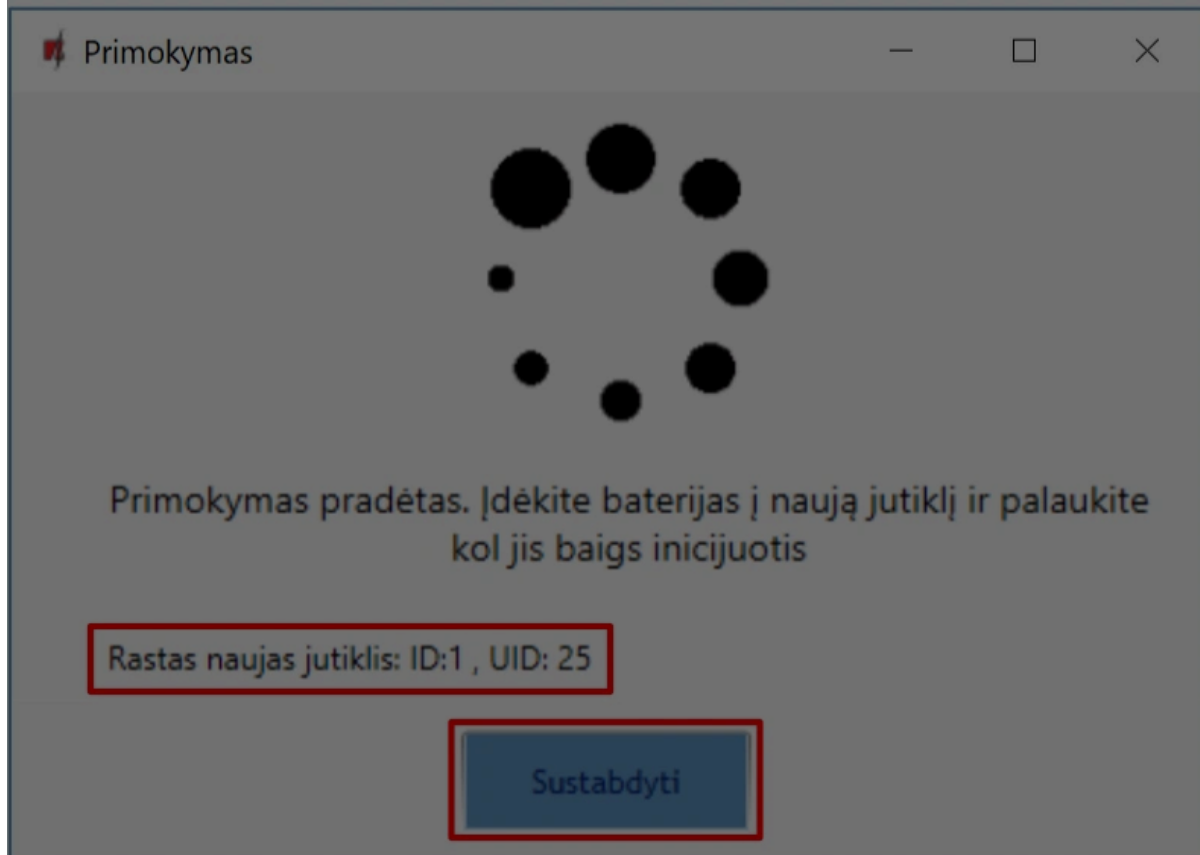 Primokymas
Primokymas pradėtas. Įdėkite baterijas į naują jutiklį ir palaukite
kol jis baigs inicijuotis
Rastas naujas jutiklis: ID:1 , UID: 25
Sustabdyti